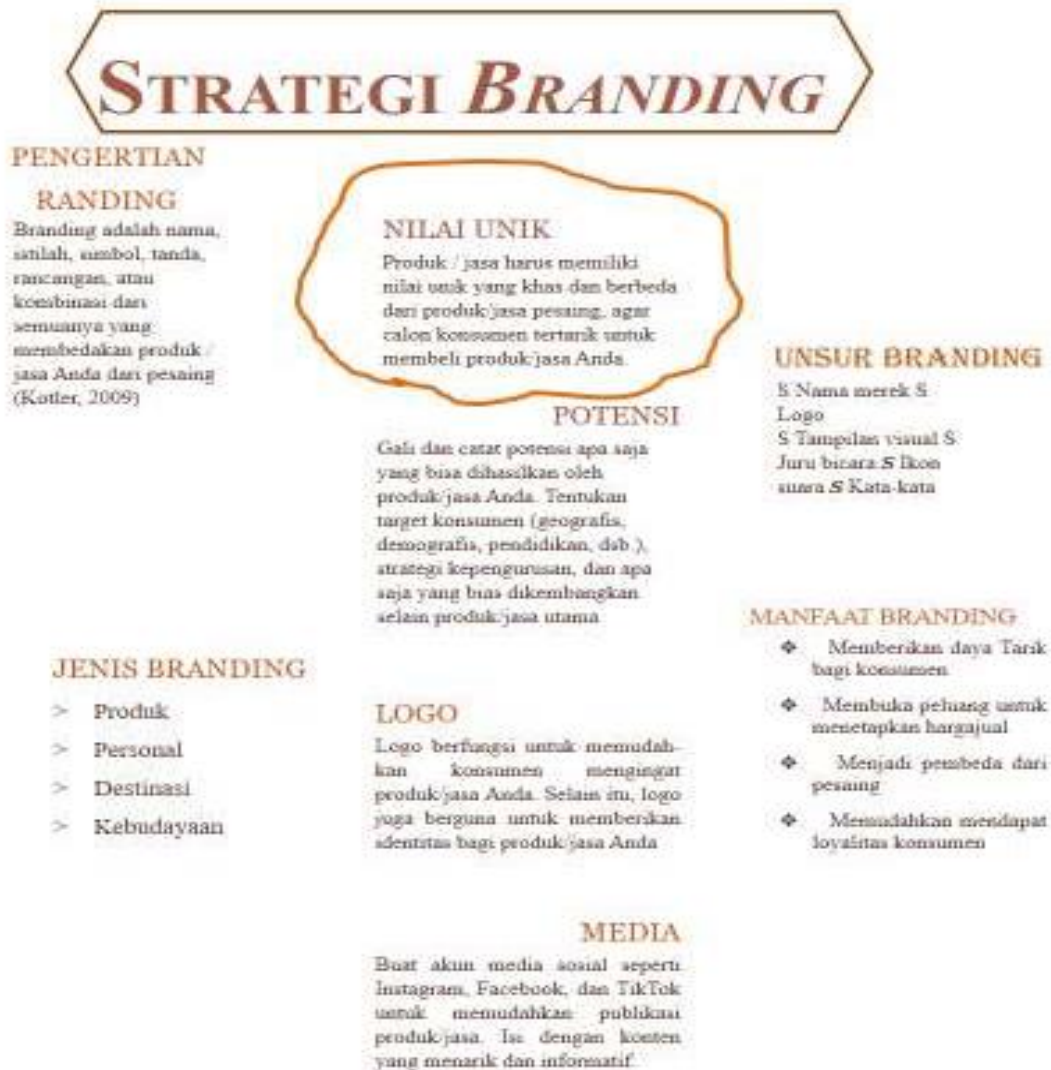 STRATEGI BRANDING
PENGERTIAN
RANDING
Branding adalah nama,
istilah, simbol, tanda,
rancangan, atau
kombinasi dari
semuanya yang
membedakan produk /
jasa Anda dari pesaing
(Kotler, 2009)
NILAI UNIK
Produk / jasa harus memiliki
nilai unik yang khas dan berbeda
dari produk/jasa pesaing, agar
calon konsumen tertarik untuk
membeli produk/jasa Anda.
POTENSI
Gali dan catat potensi apa saja
yang bisa dihasilkan oleh
produk/jasa Anda. Tentukan
target konsumen (geografis,
demografis, pendidikan, dsb.),
strategi kepengurusan, dan apa
saja yang bias dikembangkan
selain produk/jasa utama
UNSUR BRANDING
S Nama merek S
Logo
S Tampilan visual S
Juru bicara S Ikon
suara S Kata-kata
MANFAAT BRANDING
❖ Memberikan daya Tarik
bagi konsumen
❖ Membuka peluang untuk
menetapkan hargajual
❖ Menjadi pembeda dari
pesaing
❖ Memudahkan mendapat
loyalitas konsumen
JENIS BRANDING
> Produk
> Personal
> Destinasi
> Kebudayaan
LOGO
Logo berfungsi untuk memudah-
kan konsumen mengingat
produk/jasa Anda. Selain itu, logo
juga berguna untuk memberikan
identitas bagi produk/jasa Anda
MEDIA
Buat akun media sosial seperti
Instagram, Facebook, dan TikTok
untuk memudahkan publikasi
produk/jasa. Isi dengan konten
yang menarik dan informatif.